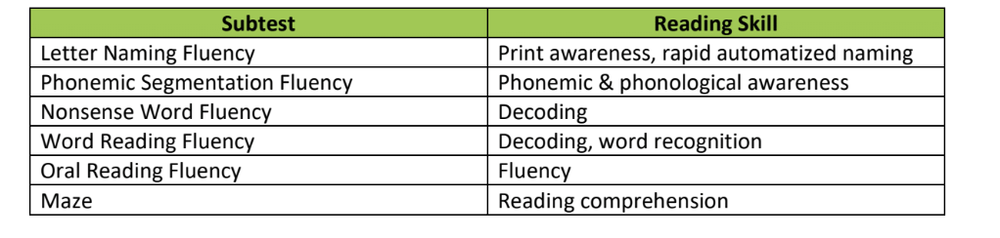 Subtest Reading Skill
Letter Naming Fluency Print awareness, rapid automatized naming
Phonemic Segmentation Fluency Phonemic & phonological awareness
Nonsense Word Fluency Decoding
Word Reading Fluency Decoding, word recognition
Oral Reading Fluency Fluency
Maze Reading comprehension